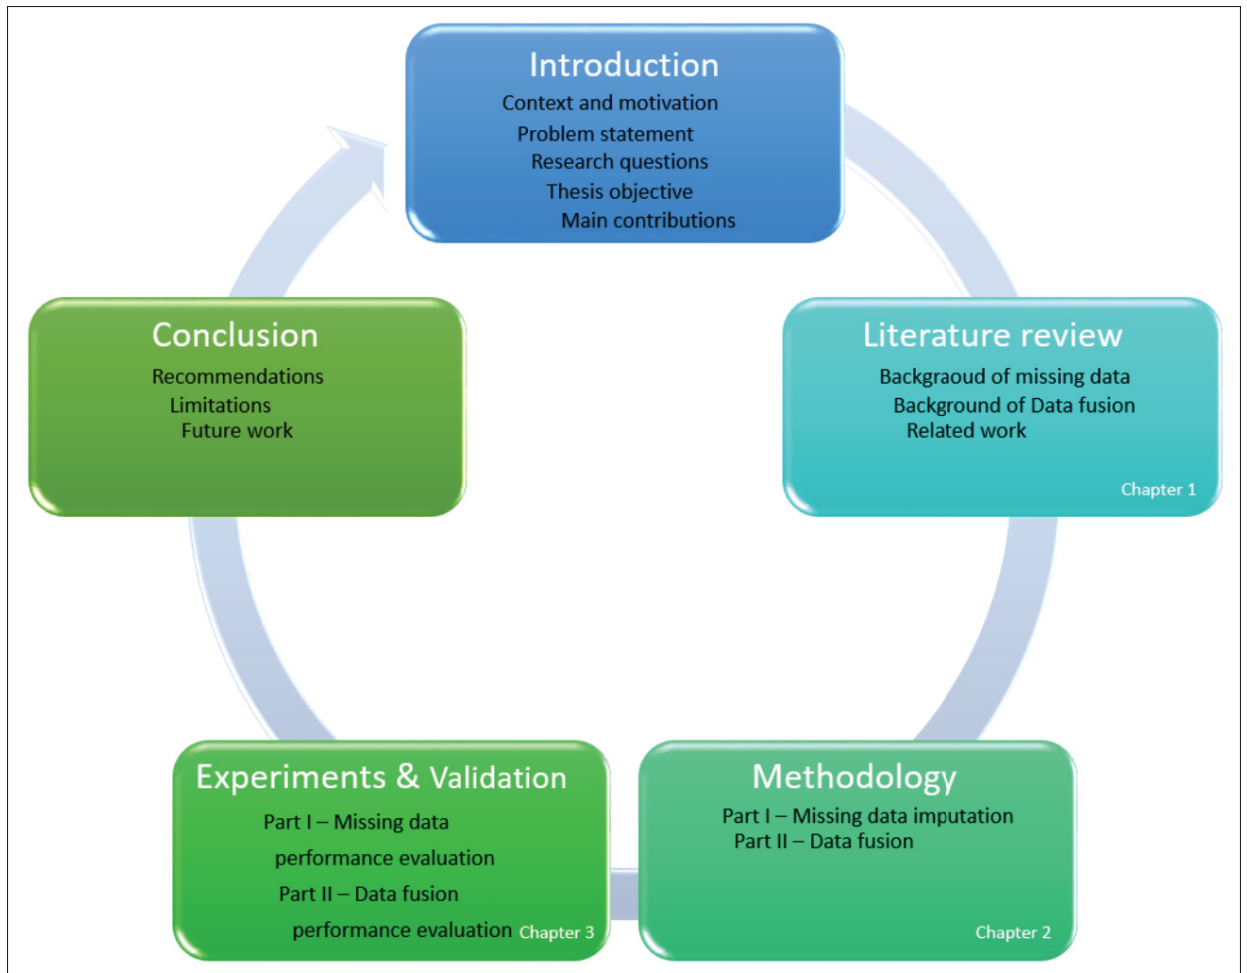 Introduction
Context and motivation
Problem statement
Research questions
Thesis objective
Main contributions
Literature review
Backgraoud of missing data
Background of Data fusion
Related work
Chapter 1
Methodology
Part I – Missing data imputation
Part II – Data fusion
Chapter 2
Experiments & Validation
Part I – Missing data
performance evaluation
Part II – Data fusion
performance evaluation Chapter 3
Conclusion
Recommendations
Limitations
Future work